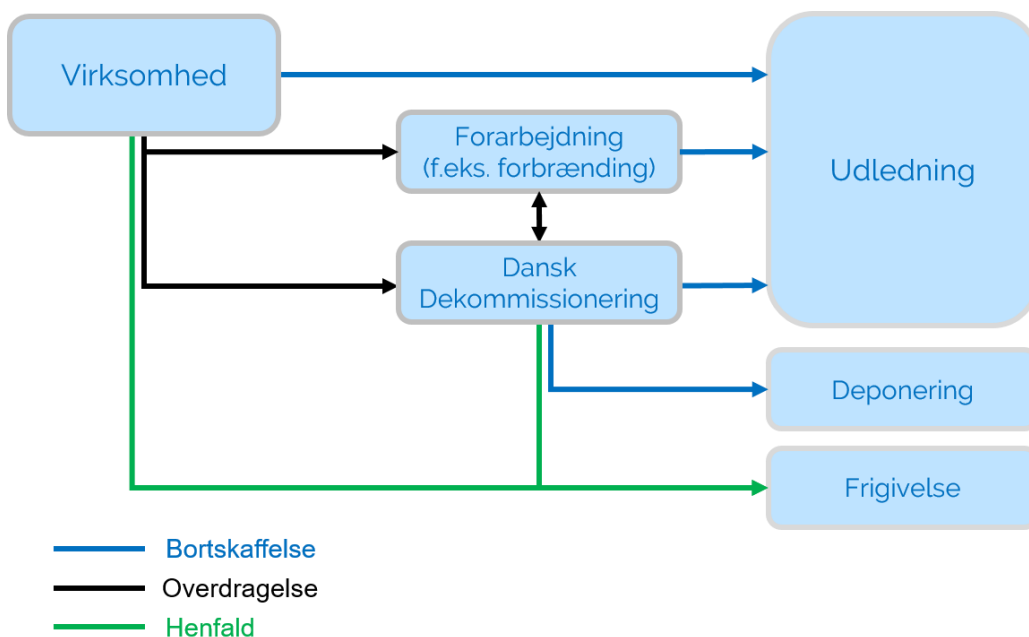 Virksomhed
Forarbejdning
(f.eks. forbrænding)
Udledning
Dansk
Dekommissionering
Deponering
Frigivelse
Bortskaffelse
Overdragelse
Henfald